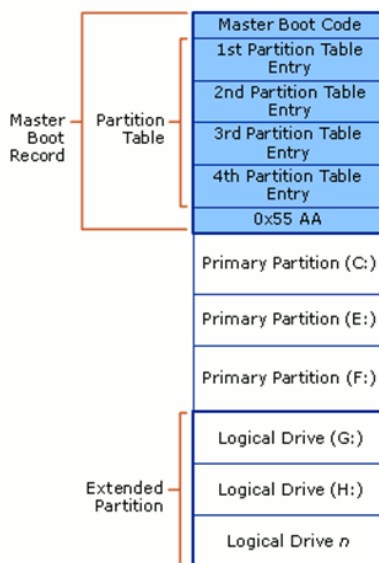 Master Boot Code
1st Partition Table
Entry
2nd Partition Table
Entry
3rd Partition Table
Entry
4th Partition Table
Entry
0x55 AA
Master
Boot
Record
Partition
Table
Primary Partition (C:)
Primary Partition (E:)
Primary Partition (F:)
Extended
Partition
Logical Drive (G:)
Logical Drive (H:)
Logical Drive n